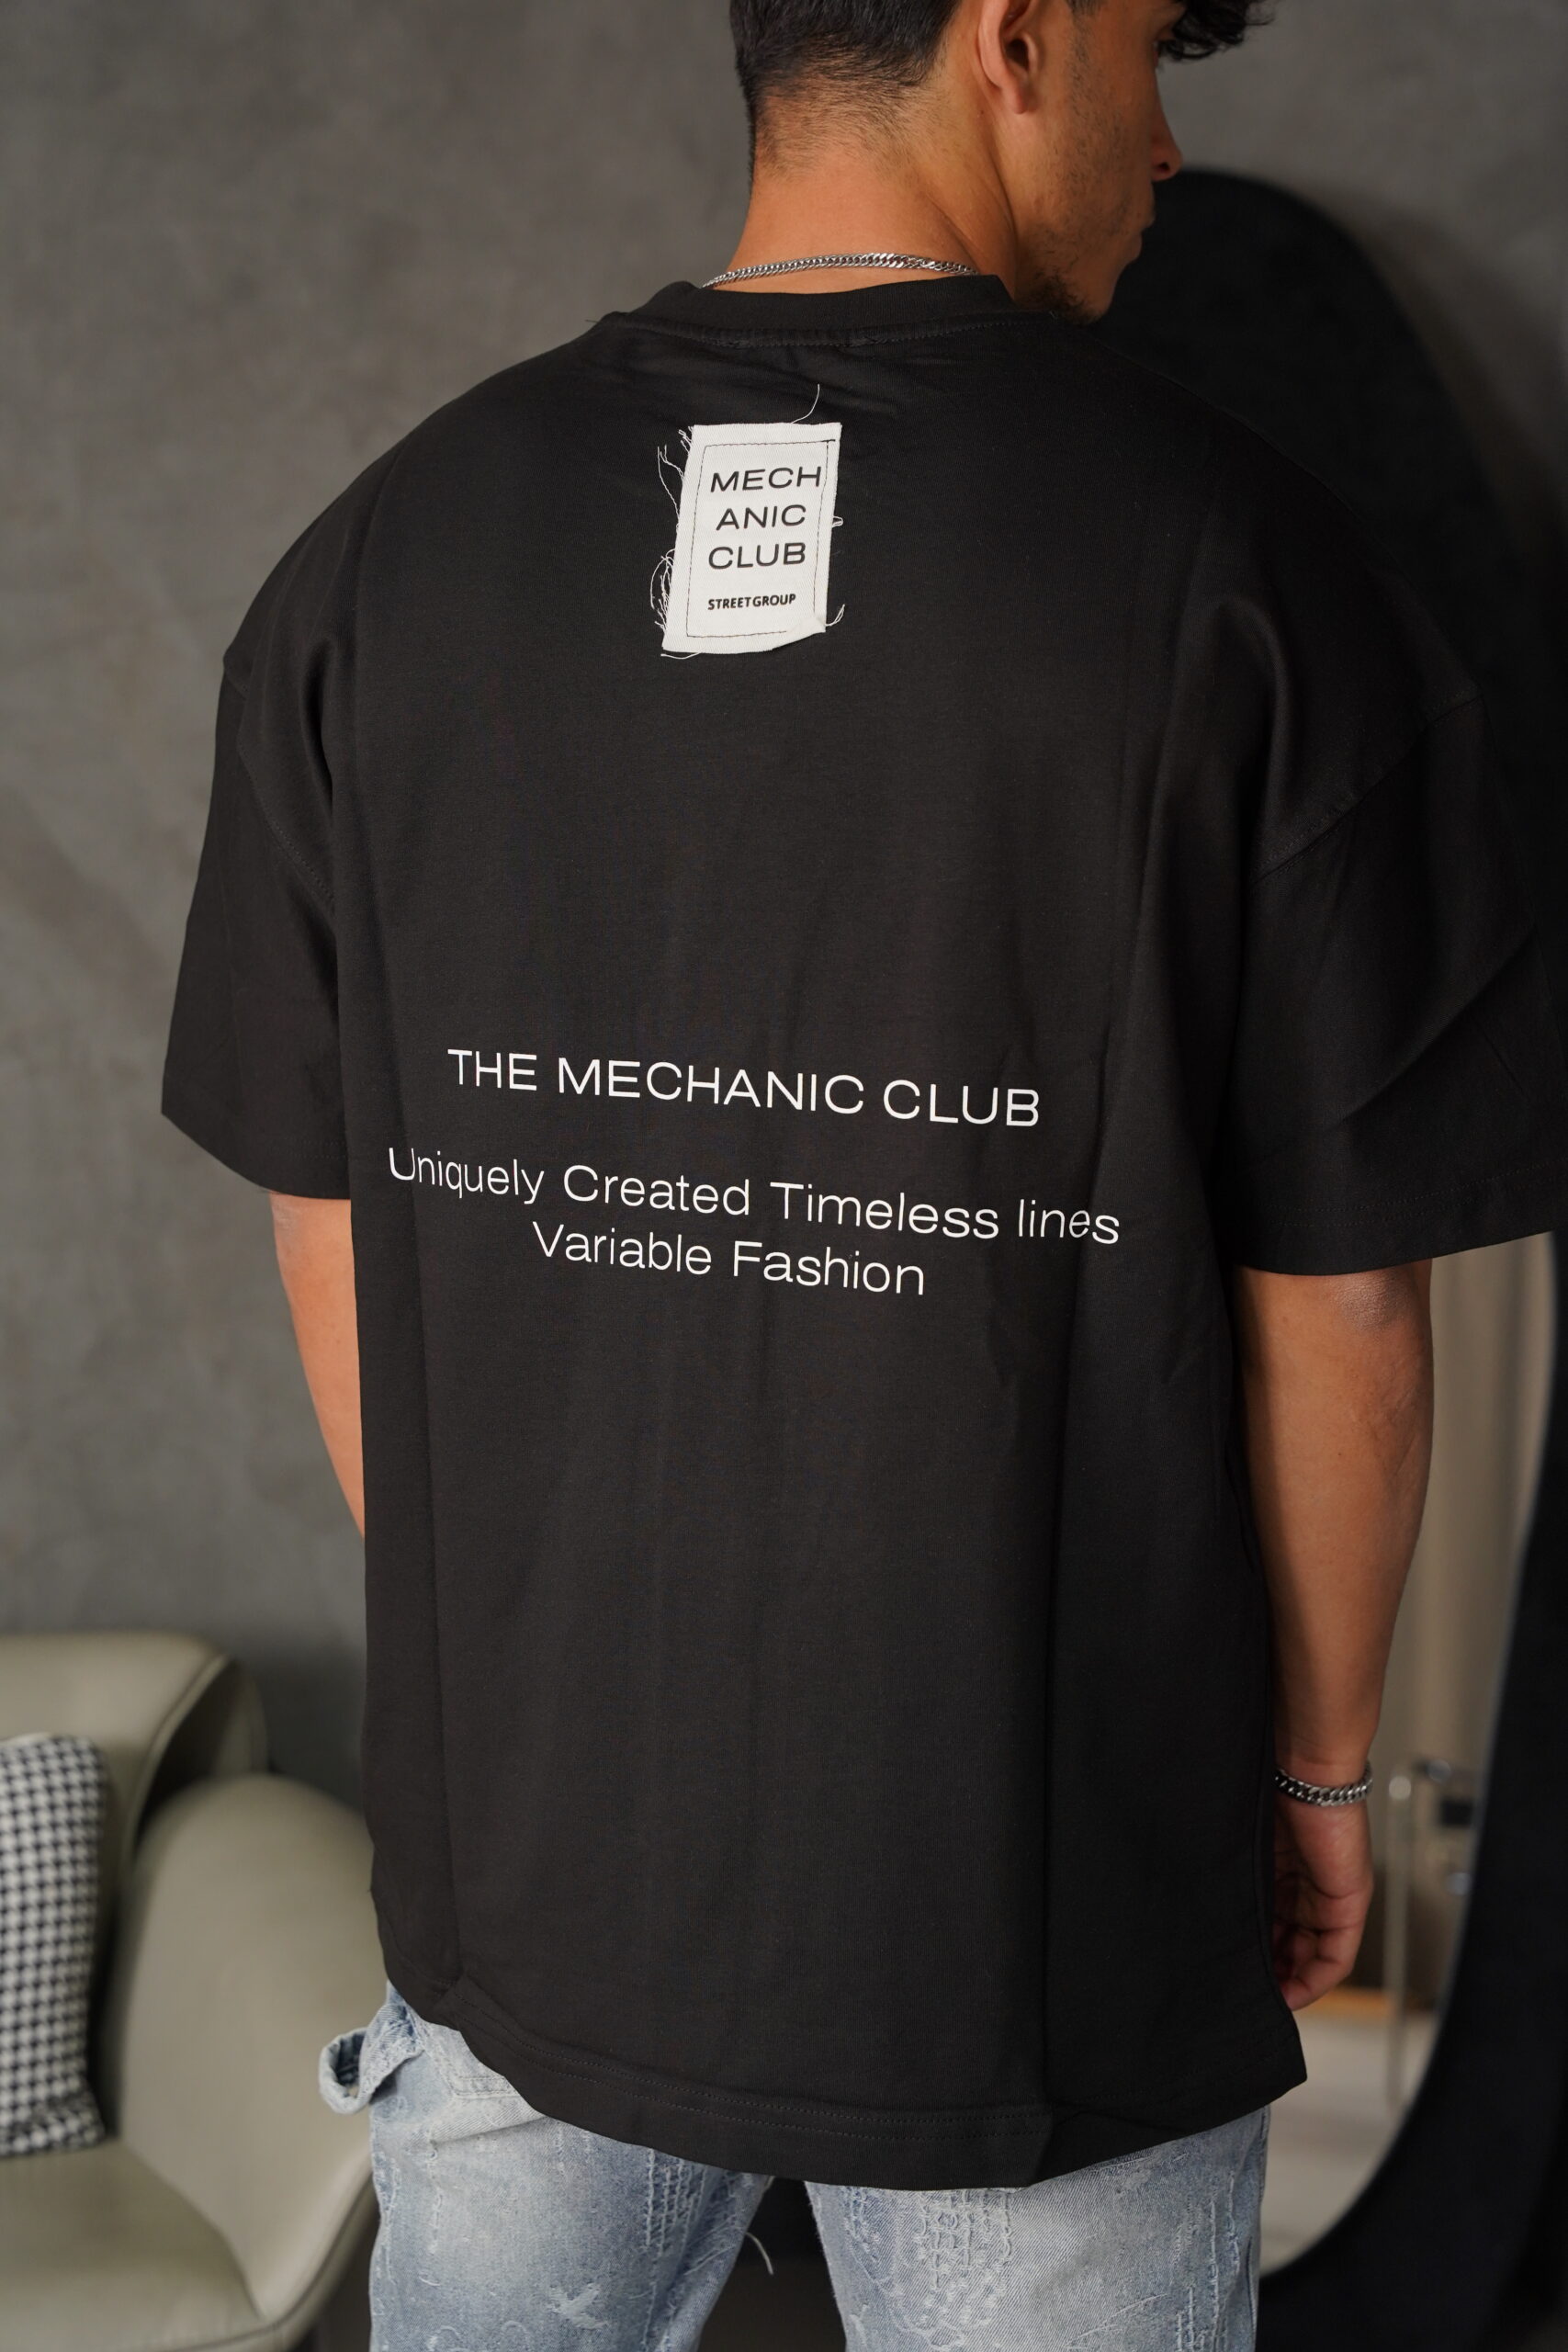 MECH
ANIC
CLUB
STREETGROUP
THE MECHANIC CLUB
Uniquely Created Timeless lines
Variable Fashion